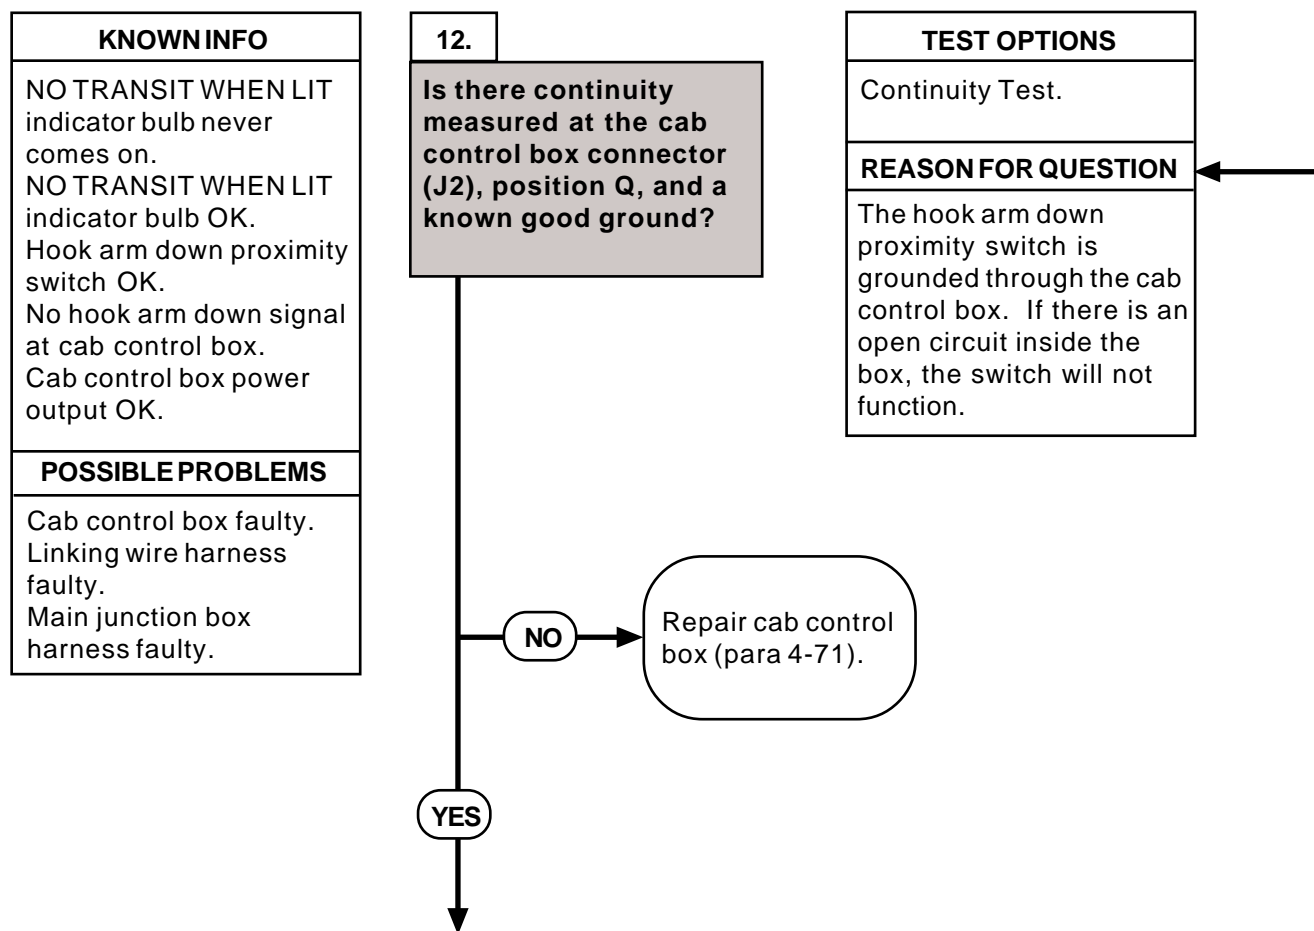 KNOWN INFO
NO TRANSIT WHEN LIT
indicator bulb never
comes on.
NO TRANSIT WHEN LIT
indicator bulb OK.
Hook arm down proximity
switch OK.
No hook arm down signal
at cab control box.
Cab control box power
output OK.
POSSIBLE PROBLEMS
Cab control box faulty.
Linking wire harness
faulty.
Main junction box
harness faulty.
12.
Is there continuity
measured at the cab
control box connector
(J2), position Q, and a
known good ground?
TEST OPTIONS
Continuity Test.
REASON FOR QUESTION
The hook arm down
proximity switch is
grounded through the cab
control box. If there is an
open circuit inside the
box, the switch will not
function.
NO
Repair cab control
box (para 4-71).
YES